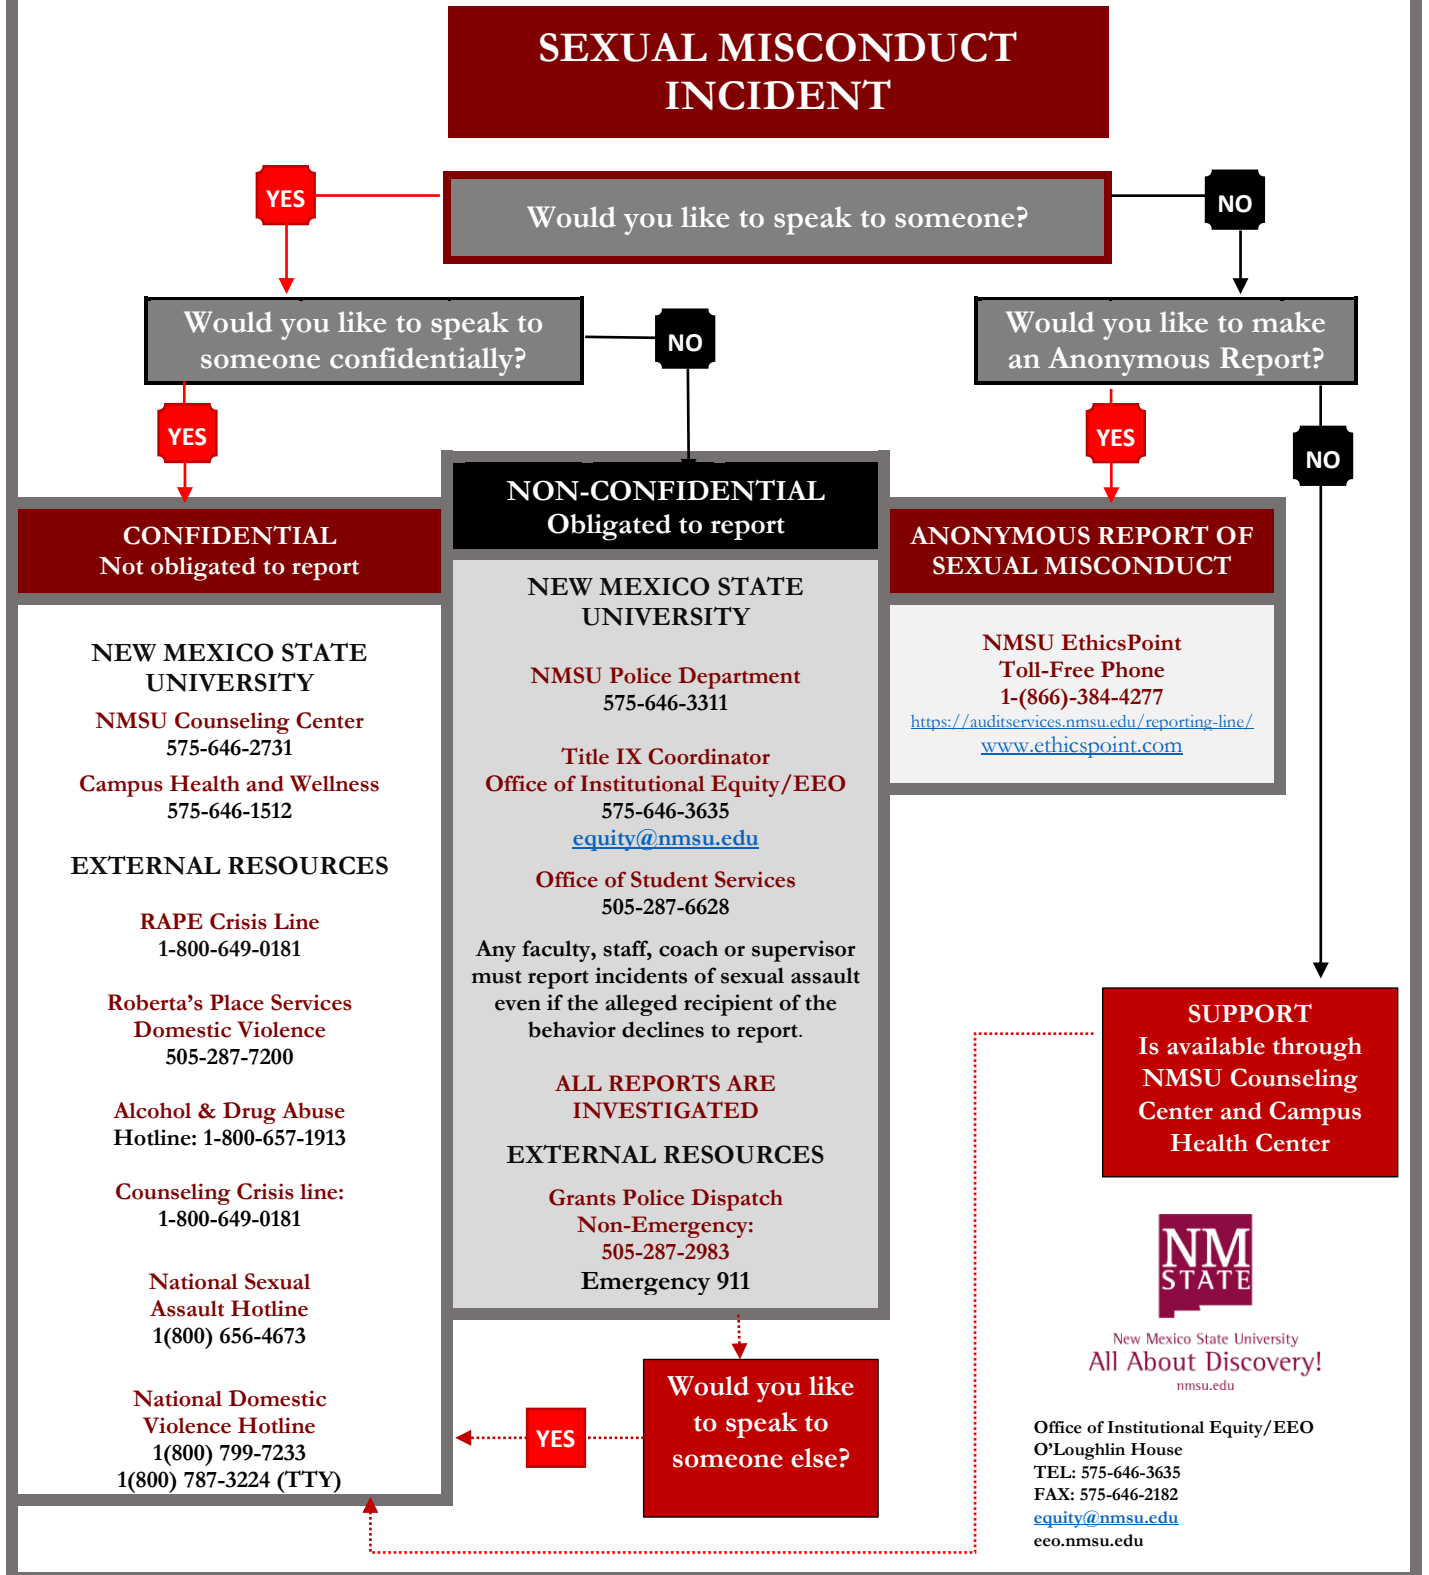 SEXUAL MISCONDUCT
INCIDENT
YES
Would you like to speak to someone?
NO
Would you like to speak to
someone confidentially?
NO
Would you like to make
an Anonymous Report?
YES
YES
NO
CONFIDENTIAL
Not obligated to report
NEW MEXICO STATE
UNIVERSITY
NMSU Counseling Center
575-646-2731
Campus Health and Wellness
575-646-1512
EXTERNAL RESOURCES
RAPE Crisis Line
1-800-649-0181
Roberta's Place Services
Domestic Violence
505-287-7200
Alcohol & Drug Abuse
Hotline: 1-800-657-1913
Counseling Crisis line:
1-800-649-0181
National Sexual
Assault Hotline
1(800) 656-4673
National Domestic
Violence Hotline
1(800) 799-7233
1(800) 787-3224 (TTY)
NON-CONFIDENTIAL
Obligated to report
NEW MEXICO STATE
UNIVERSITY
NMSU Police Department
575-646-3311
Title IX Coordinator
Office of Institutional Equity/EEO
575-646-3635
equity@nmsu.edu
Office of Student Services
505-287-6628
Any faculty, staff, coach or supervisor
must report incidents of sexual assault
even if the alleged recipient of the
behavior declines to report.
ALL REPORTS ARE
INVESTIGATED
EXTERNAL RESOURCES
Grants Police Dispatch
Non-Emergency:
505-287-2983
Emergency 911
Would you like
to speak to
someone else?
YES
ANONYMOUS REPORT OF
SEXUAL MISCONDUCT
NMSU EthicsPoint
Toll-Free Phone
1-(866)-384-4277
https://auditservices.nmsu.edu/reporting-line/
www.ethicspoint.com
SUPPORT
Is available through
NMSU Counseling
Center and Campus
Health Center
NM
STATE
New Mexico State University
All About Discovery!
nmsu.edu
Office of Institutional Equity/EEO
O'Loughlin House
TEL: 575-646-3635
FAX: 575-646-2182
equity@nmsu.edu
eeo.nmsu.edu